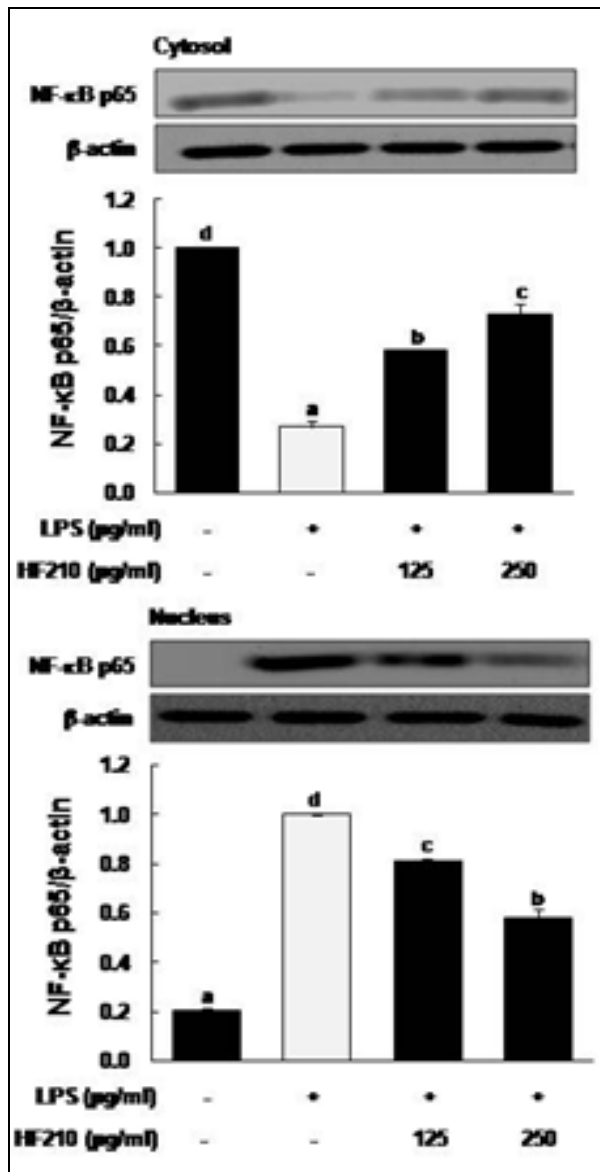 Cytosol
NF-κB p65
β-actin
NF-κB p65/β-actin
1.2
1.0
0.8
0.6
0.4
0.2
0.0
d
a
b
c
LPS (µg/ml) - + + +
HF210 (µg/ml) - - 125 250
Nucleus
NF-κB p65
β-actin
NF-κB p65/β-actin
1.2
1.0
0.8
0.6
0.4
0.2
0.0
a
d
c
b
LPS (µg/ml) - + + +
HF210 (µg/ml) - - 125 250